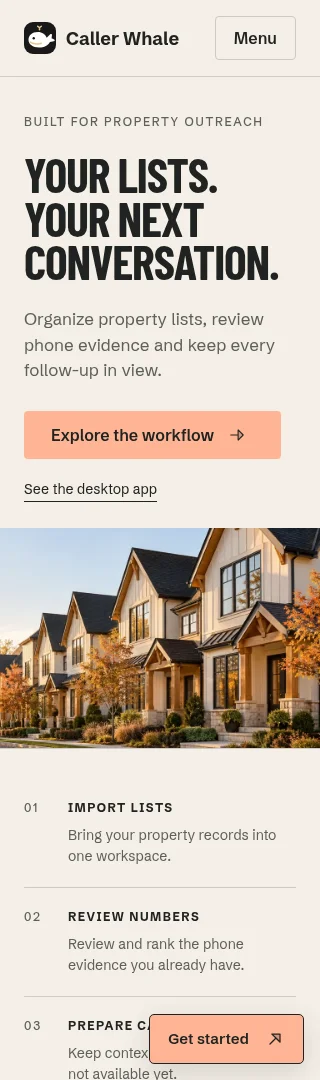 Caller Whale
Menu
BUILT FOR PROPERTY OUTREACH
YOUR LISTS.
YOUR NEXT
CONVERSATION.
Organize property lists, review
phone evidence and keep every
follow-up in view.
Explore the workflow
See the desktop app
01
IMPORT LISTS
Bring your property records into
one workspace.
02
REVIEW NUMBERS
Review and rank the phone
evidence you already have.
03
PREPARE
Keep
Get started
not available yet.